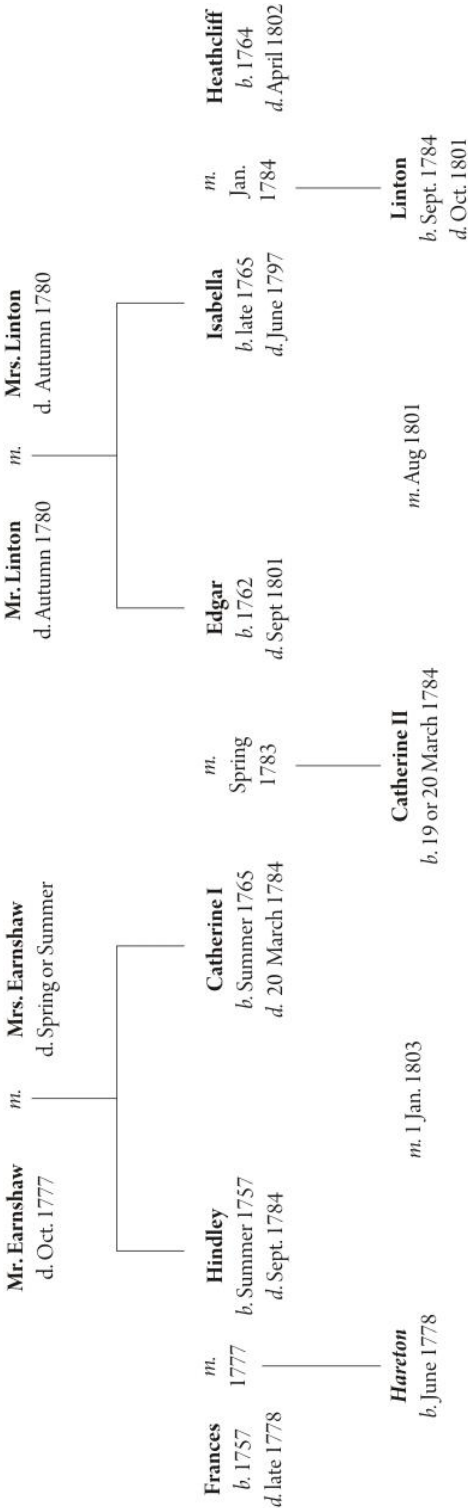 Mr. Earnshaw
d. Oct. 1777
m.
Mrs. Earnshaw
d. Spring or Summer
Mr. Linton
d. Autumn 1780
m.
Mrs. Linton
d. Autumn 1780
Frances
b. 1757
d. late 1778
m.
1777
Hindley
b. Summer 1757
d. Sept. 1784
Catherine I
b. Summer 1765
d. 20 March 1784
m.
Spring
1783
Edgar
b. 1762
d. Sept 1801
Isabella
b. late 1765
d. June 1797
m.
Jan.
1784
Heathcliff
b. 1764
d. April 1802
Hareton
b. June 1778
m. 1 Jan. 1803
Catherine II
b. 19 or 20 March 1784
m. Aug 1801
Linton
b. Sept. 1784
d. Oct. 1801